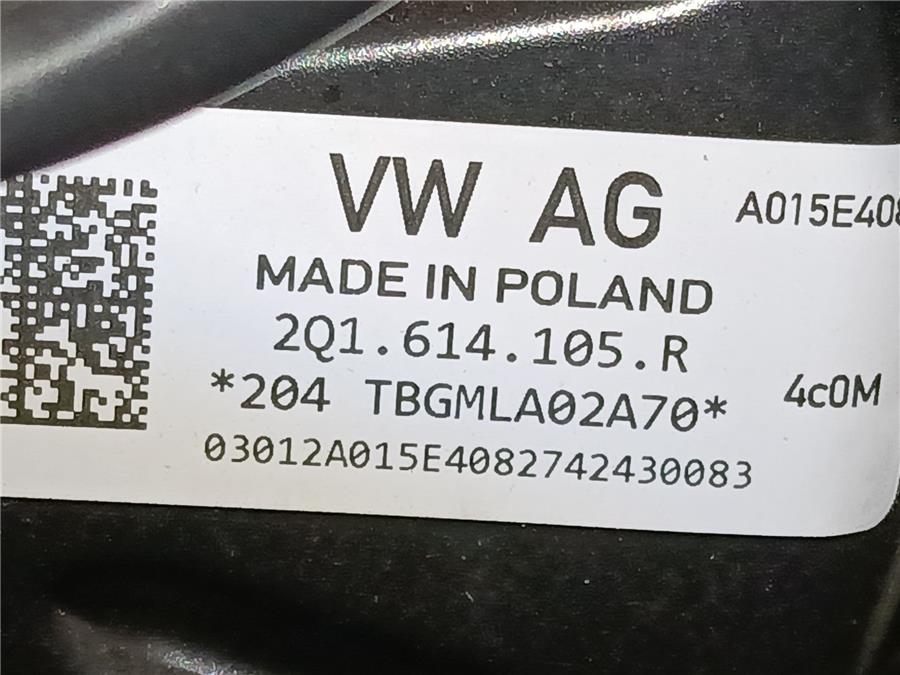 VW AG
A015E408
MADE IN POLAND
2Q1.614.105.R
*204 TBGMLA02A70*
4c0M
03012A015E4082742430083